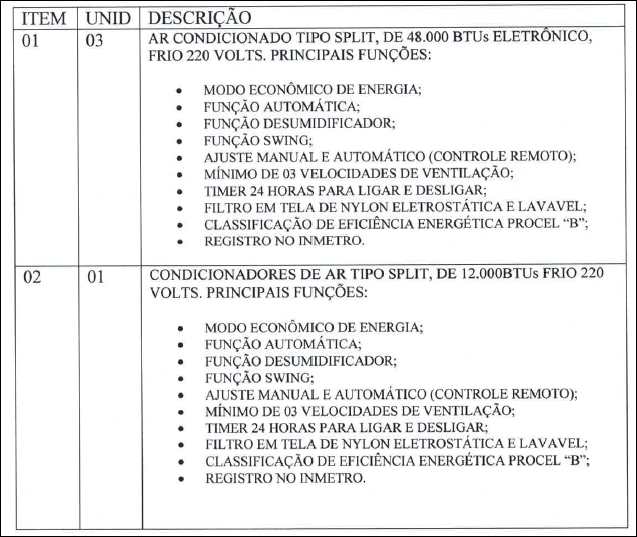 ITEM UNID DESCRIÇÃO
01 03 AR CONDICIONADO TIPO SPLIT, DE 48.000 BTUs ELETRÔNICO,
FRIO 220 VOLTS. PRINCIPAIS FUNÇÕES:
• MODO ECONÔMICO DE ENERGIA;
• FUNÇÃO AUTOMÁTICA;
• FUNÇÃO DESUMIDIFICADOR;
• FUNÇÃO SWING;
• AJUSTE MANUAL E AUTOMÁTICO (CONTROLE REMOTO);
• MÍNIMO DE 03 VELOCIDADES DE VENTILAÇÃO;
• TIMER 24 HORAS PARA LIGAR E DESLIGAR;
• FILTRO EM TELA DE NYLON ELETROSTÁTICA E LAVAVEL;
• CLASSIFICAÇÃO DE EFICIÊNCIA ENERGÉTICA PROCEL “B”;
• REGISTRO NO INMETRO.
02 01 CONDICIONADORES DE AR TIPO SPLIT, DE 12.000BTUs FRIO 220
VOLTS. PRINCIPAIS FUNÇÕES:
• MODO ECONÔMICO DE ENERGIA;
• FUNÇÃO AUTOMÁTICA;
• FUNÇÃO DESUMIDIFICADOR;
• FUNÇÃO SWING;
• AJUSTE MANUAL E AUTOMÁTICO (CONTROLE REMOTO);
• MÍNIMO DE 03 VELOCIDADES DE VENTILAÇÃO;
• TIMER 24 HORAS PARA LIGAR E DESLIGAR;
• FILTRO EM TELA DE NYLON ELETROSTÁTICA E LAVAVEL;
• CLASSIFICAÇÃO DE EFICIÊNCIA ENERGÉTICA PROCEL “B”;
• REGISTRO NO INMETRO.